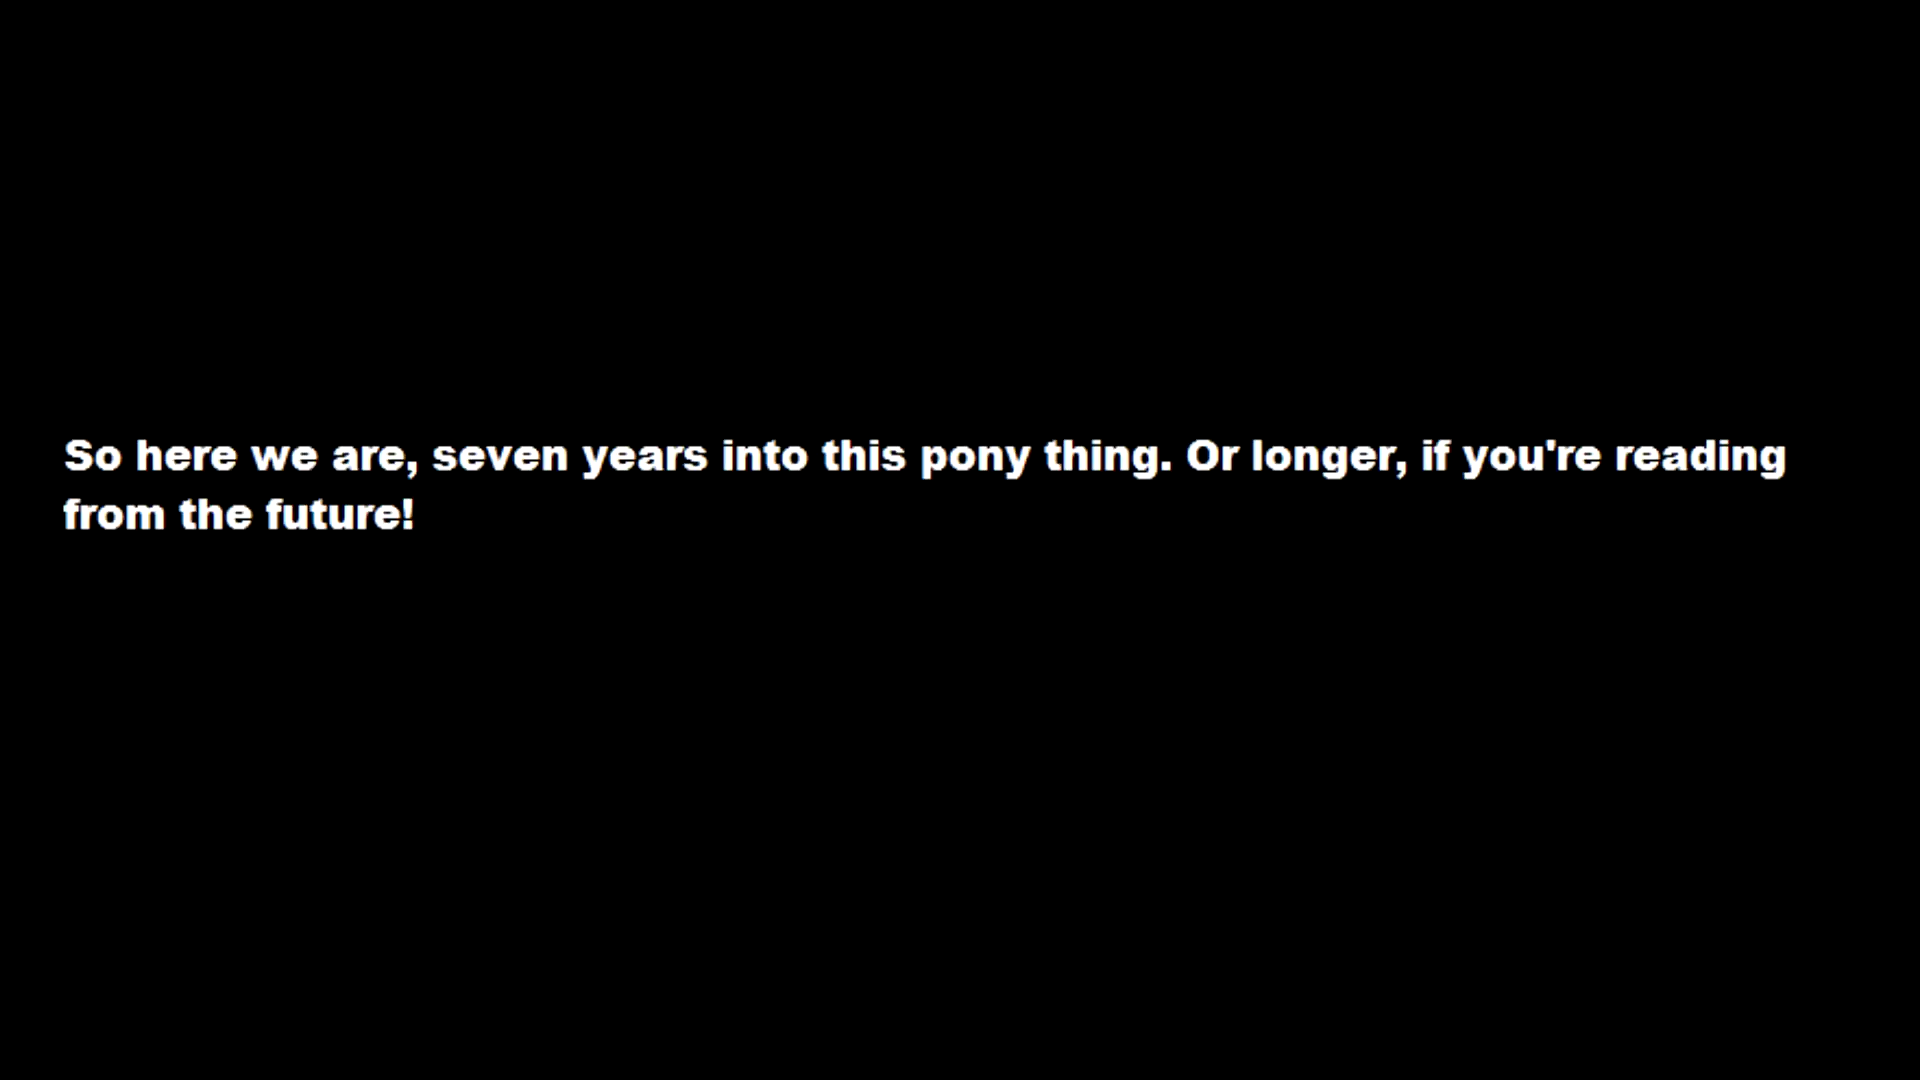 So here we are, seven years into this pony thing. Or longer, if you're reading
from the future!